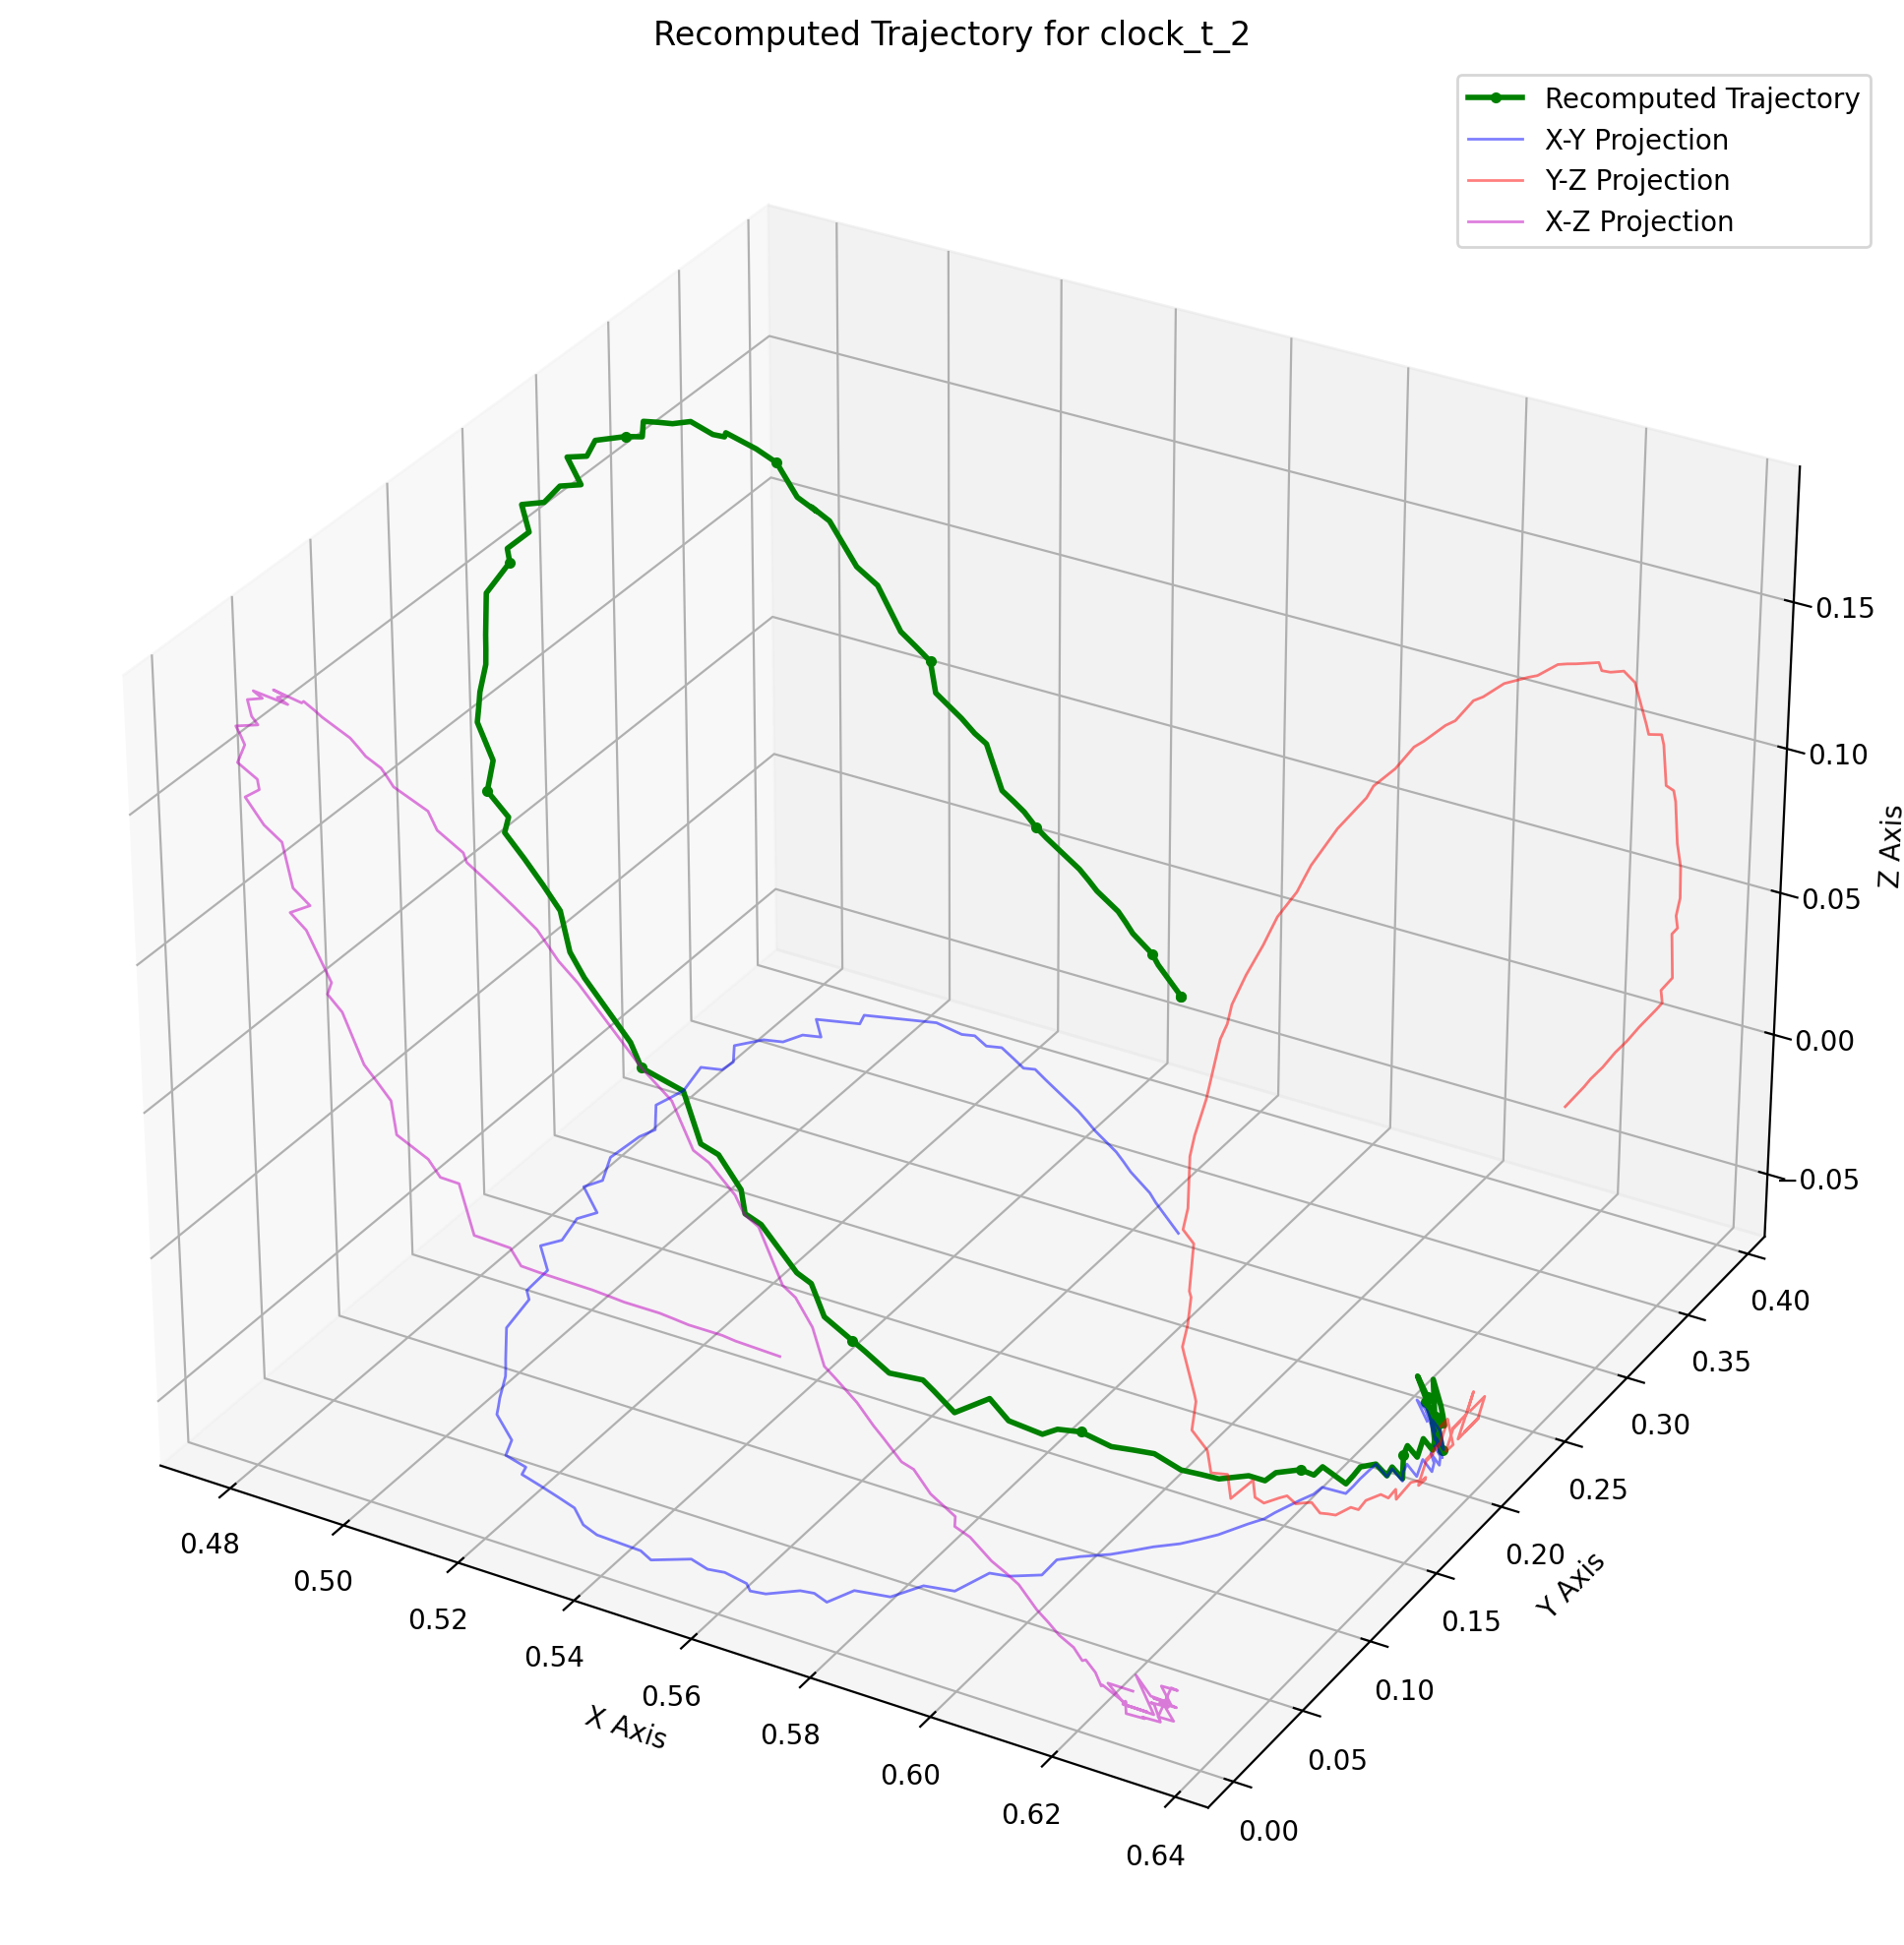 Recomputed Trajectory for clock_t_2
Recomputed Trajectory
X-Y Projection
Y-Z Projection
X-Z Projection
0.15
0.10
Z Axis
0.05
0.00
−0.05
0.40
0.35
0.30
0.25
0.20
Y Axis
0.15
0.10
0.05
0.00
0.48
0.50
0.52
0.54
0.56
X Axis
0.58
0.60
0.62
0.64